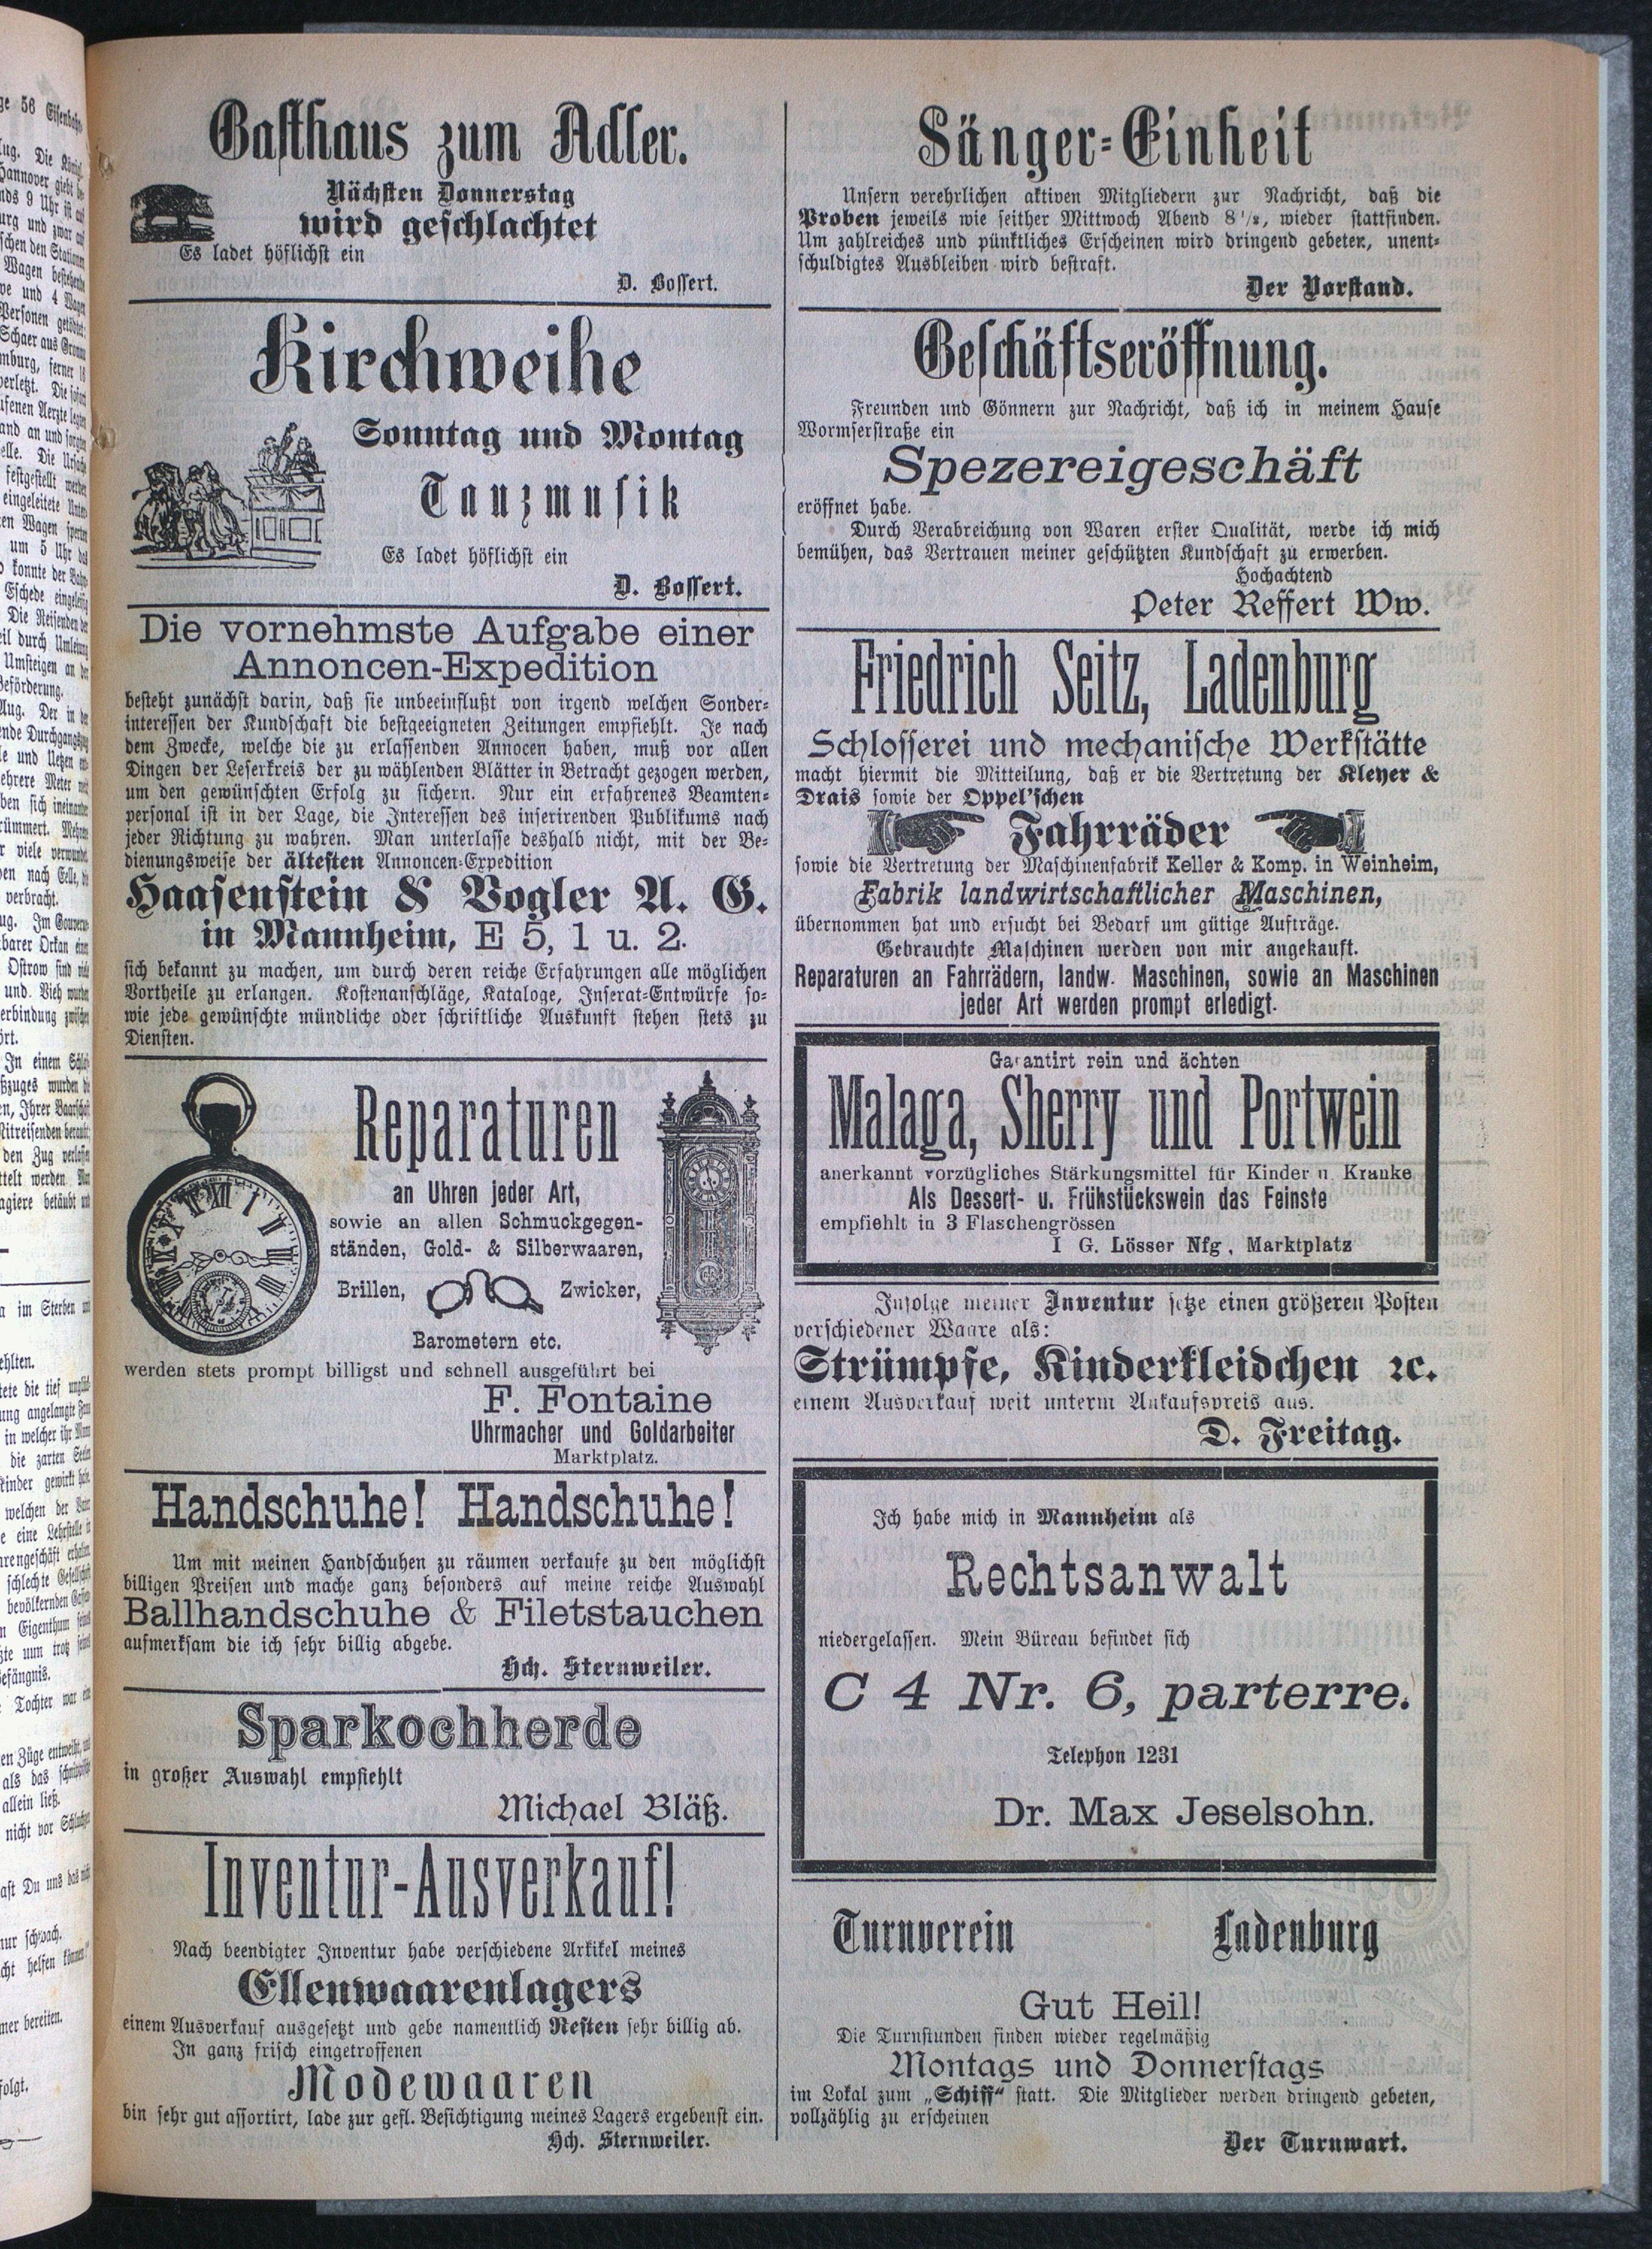 Gasthaus zum Adler.
Nächsten Donnerstag
wird geschlachtet
Es ladet höflichst ein
D. Bossert.
Kirchweihe
Sonntag und Montag
Tanzmusik
Es ladet höflichst ein
D. Bossert.
Die vornehmste Aufgabe einer
Annoncen-Expedition
besteht zunächst darin, daß sie unbeeinflußt von irgend welchen Sonder-
interessen der Kundschaft die bestgeeigneten Zeitungen empfiehlt. Je nach
dem Zwecke, welche die zu erlassenden Annocen haben, muß vor allen
Dingen der Leserkreis der zu wählenden Blätter in Betracht gezogen werden,
um den gewünschten Erfolg zu sichern. Nur ein erfahrenes Beamten-
personal ist in der Lage, die Interessen des inserirenden Publikums nach
jeder Richtung zu wahren. Man unterlasse deshalb nicht, mit der Be-
dienungsweise der ältesten Annoncen-Expedition
Haasenstein & Vogler A. G.
in Mannheim, E 5, 1 u. 2.
sich bekannt zu machen, um durch deren reiche Erfahrungen alle möglichen
Vortheile zu erlangen. Kostenanschläge, Kataloge, Inserat-Entwürfe so-
wie jede gewünschte mündliche oder schriftliche Auskunft stehen stets zu
Diensten.
Reparaturen
an Uhren jeder Art,
sowie an allen Schmuckgegen-
ständen, Gold- & Silberwaaren,
Brillen, Zwicker,
Barometern etc.
werden stets prompt billigst und schnell ausgeführt bei
F. Fontaine
Uhrmacher und Goldarbeiter
Marktplatz.
Handschuhe! Handschuhe!
Um mit meinen Handschuhen zu räumen verkaufe zu den möglichst
billigen Preisen und mache ganz besonders auf meine reiche Auswahl
Ballhandschuhe & Filetstauchen
aufmerksam die ich sehr billig abgebe.
Hch. Sternweiler.
Sparkochherde
in großer Auswahl empfiehlt
Michael Bläß.
Inventur-Ausverkauf!
Nach beendigter Inventur habe verschiedene Artikel meines
Ellenwaarenlagers
einem Ausverkauf ausgesetzt und gebe namentlich Resten sehr billig ab.
In ganz frisch eingetroffenen
Modewaaren
bin sehr gut assortirt, lade zur gefl. Besichtigung meines Lagers ergebenst ein.
Hch. Sternweiler.
Sänger-Einheit
Unsern verehrlichen aktiven Mitgliedern zur Nachricht, daß die
Proben jeweils wie seither Mittwoch Abend 8 1/2, wieder stattfinden.
Um zahlreiches und pünktliches Erscheinen wird dringend gebeten, unent-
schuldigtes Ausbleiben wird bestraft.
Der Vorstand.
Geschäftseröffnung.
Freunden und Gönnern zur Nachricht, daß ich in meinem Hause
Wormserstraße ein
Spezereigeschäft
eröffnet habe.
Durch Verabreichung von Waren erster Qualität, werde ich mich
bemühen, das Vertrauen meiner geschützten Kundschaft zu erwerben.
Hochachtend
Peter Reffert Ww.
Friedrich Seitz, Ladenburg
Schlosserei und mechanische Werkstätte
macht hiermit die Mitteilung, daß er die Vertretung der Kleyer &
Drais sowie der Oppel'schen
Fahrräder
sowie die Vertretung der Maschinenfabrik Keller & Komp. in Weinheim,
Fabrik landwirtschaftlicher Maschinen,
übernommen hat und ersucht bei Bedarf um gütige Aufträge.
Gebrauchte Maschinen werden von mir angekauft.
Reparaturen an Fahrrädern, landw. Maschinen, sowie an Maschinen
jeder Art werden prompt erledigt.
Garantirt rein und ächten
Malaga, Sherry und Portwein
anerkannt vorzügliches Stärkungsmittel für Kinder u. Kranke
Als Dessert- u. Frühstückswein das Feinste
empfiehlt in 3 Flaschengrössen
I G. Lösser Nfg, Marktplatz
Infolge meiner Inventur setze einen größeren Posten
verschiedener Waare als:
Strümpfe, Kinderkleidchen ꝛc.
einem Ausverkauf weit unterm Ankaufspreis aus.
D. Freitag.
Ich habe mich in Mannheim als
Rechtsanwalt
niedergelassen. Mein Büreau befindet sich
C 4 Nr. 6, parterre.
Telephon 1231
Dr. Max Jeselsohn.
Turnverein Ladenburg
Gut Heil!
Die Turnstunden finden wieder regelmäßig
Montags und Donnerstags
im Lokal zum „Schiff“ statt. Die Mitglieder werden dringend gebeten,
vollzählig zu erscheinen
Der Turnwart.